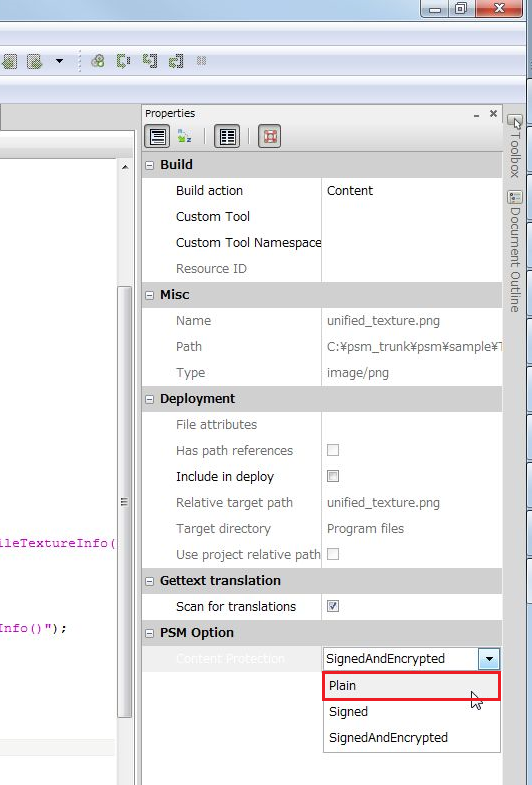 Properties
Build
Build action Content
Custom Tool
Custom Tool Namespace
Resource ID
Misc
Name unified_texture.png
Path C:¥psm_trunk¥psm¥sample¥T
Type image/png
Deployment
File attributes
Has path references
Include in deploy
Relative target path unified_texture.png
Target directory Program files
Use project relative path
Gettext translation
Scan for translations
PSM Option
Content Protection SignedAndEncrypted
Plain
Signed
SignedAndEncrypted
ileTextureInfo(
Info()");
Toolbox
Document Outline